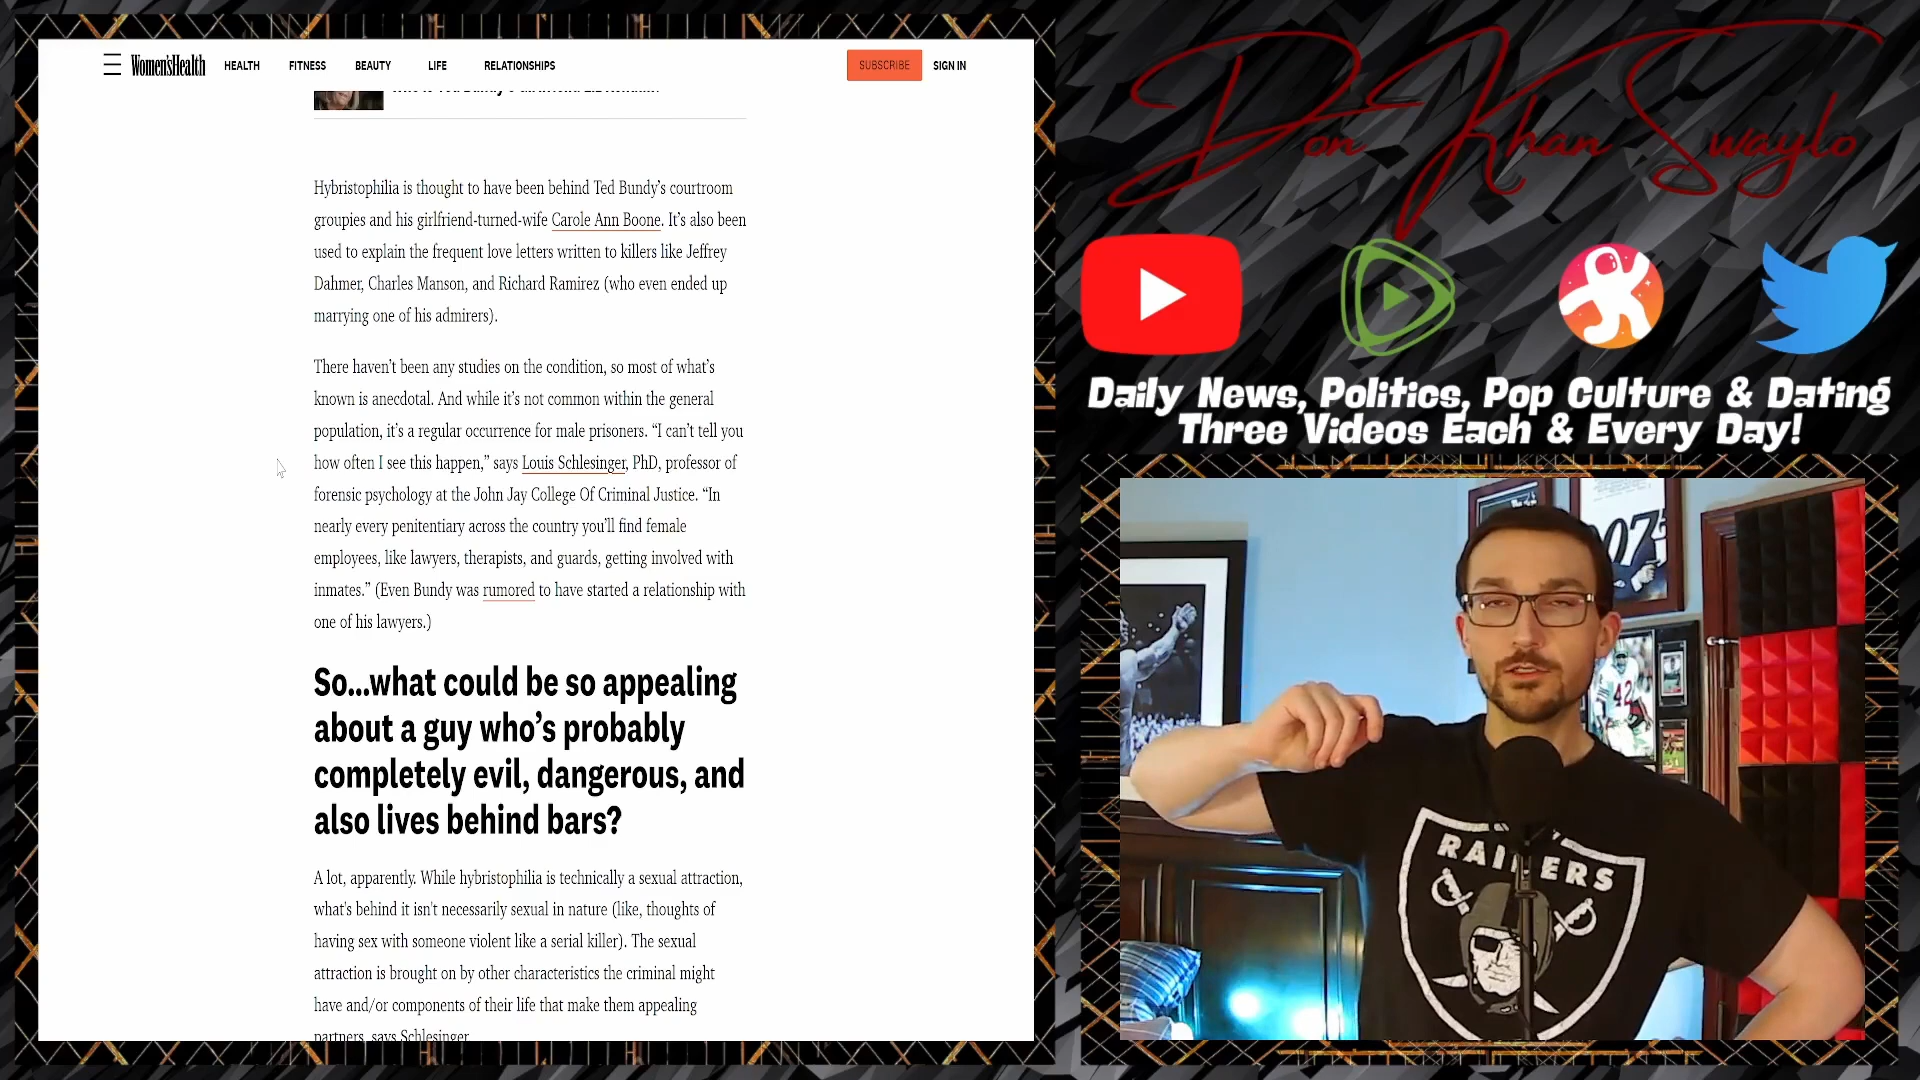 Women'sHealth HEALTH FITNESS BEAUTY LIFE RELATIONSHIPS SUBSCRIBE SIGN IN
Hybristophilia is thought to have been behind Ted Bundy’s courtroom
groupies and his girlfriend-turned-wife Carole Ann Boone. It’s also been
used to explain the frequent love letters written to killers like Jeffrey
Dahmer, Charles Manson, and Richard Ramirez (who even ended up
marrying one of his admirers).
There haven’t been any studies on the condition, so most of what’s
known is anecdotal. And while it’s not common within the general
population, it’s a regular occurrence for male prisoners. “I can’t tell you
how often I see this happen,” says Louis Schlesinger, PhD, professor of
forensic psychology at the John Jay College Of Criminal Justice. “In
nearly every penitentiary across the country you’ll find female
employees, like lawyers, therapists, and guards, getting involved with
inmates.” (Even Bundy was rumored to have started a relationship with
one of his lawyers.)
So...what could be so appealing
about a guy who’s probably
completely evil, dangerous, and
also lives behind bars?
A lot, apparently. While hybristophilia is technically a sexual attraction,
what's behind it isn't necessarily sexual in nature (like, thoughts of
having sex with someone violent like a serial killer). The sexual
attraction is brought on by other characteristics the criminal might
have and/or components of their life that make them appealing
partners, says Schlesinger.
Don Khan Swaylo
Daily News, Politics, Pop Culture & Dating
Three Videos Each & Every Day!
007
42
RAIDERS